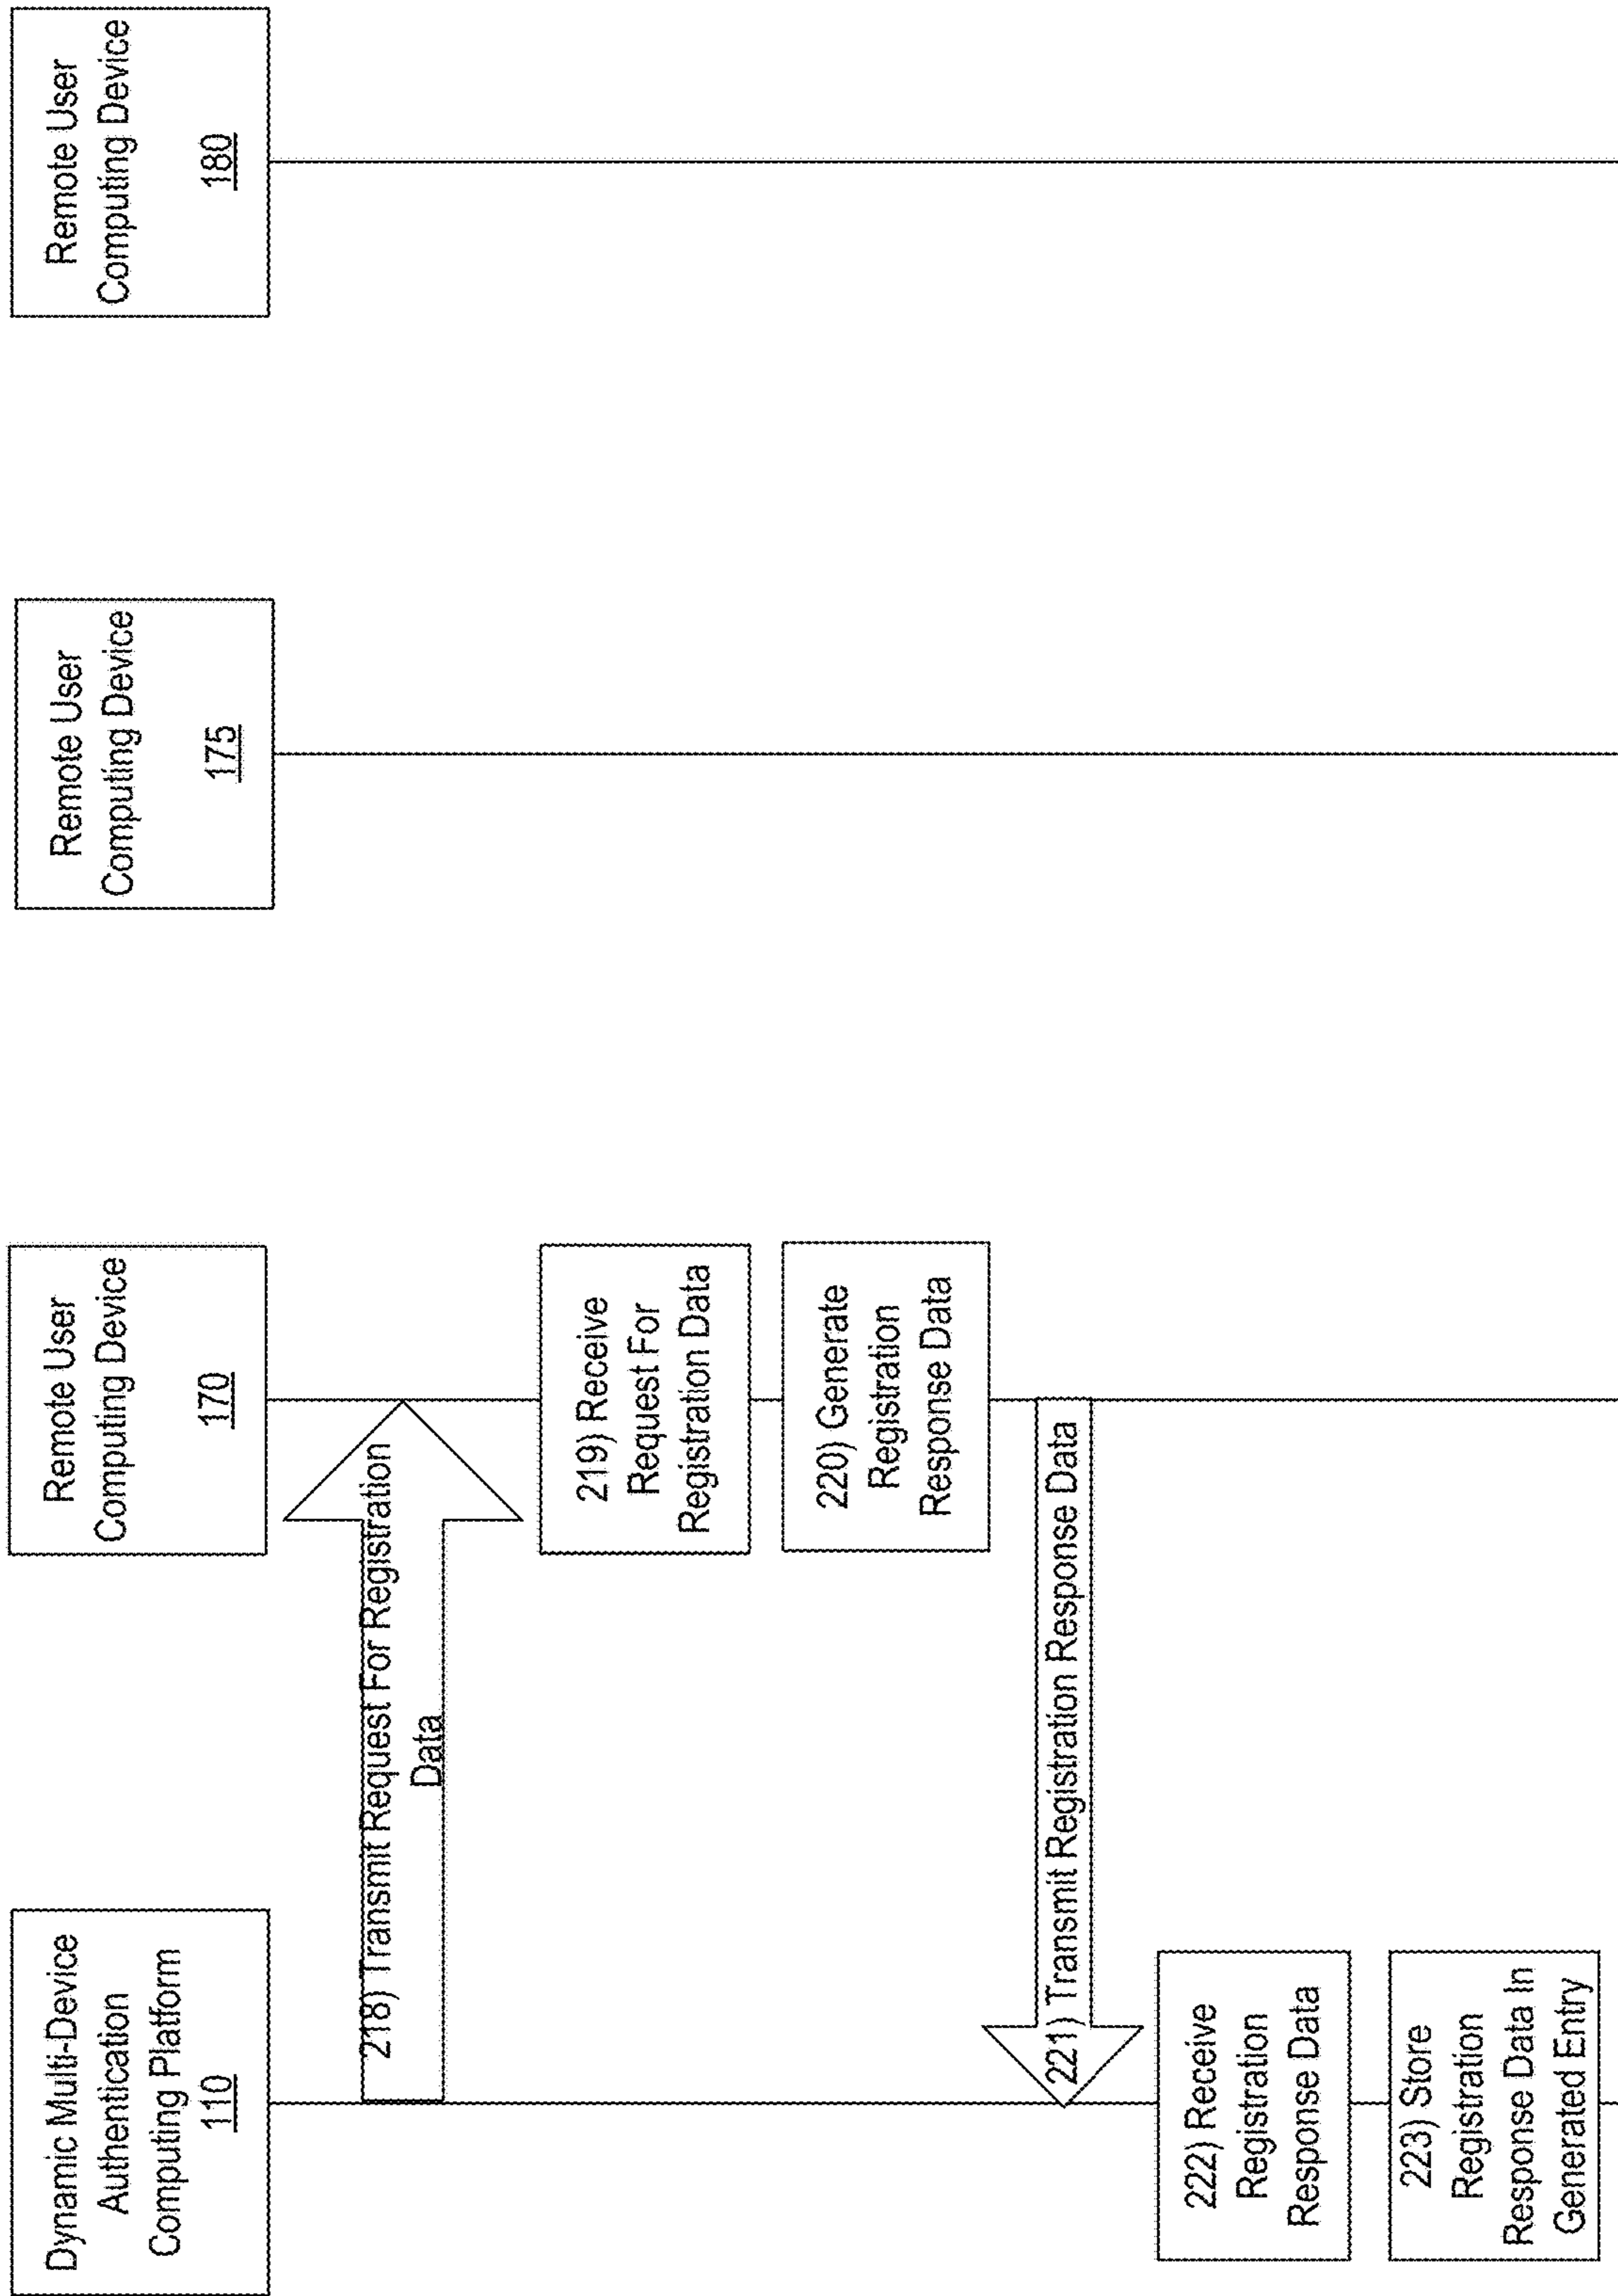 Dynamic Multi-Device
Authentication
Computing Platform
110
Remote User
Computing Device
170
Remote User
Computing Device
175
Remote User
Computing Device
180
218) Transmit Request For Registration
Data
219) Receive
Request For
Registration Data
220) Generate
Registration
Response Data
221) Transmit Registration Response Data
222) Receive
Registration
Response Data
223) Store
Registration
Response Data In
Generated Entry